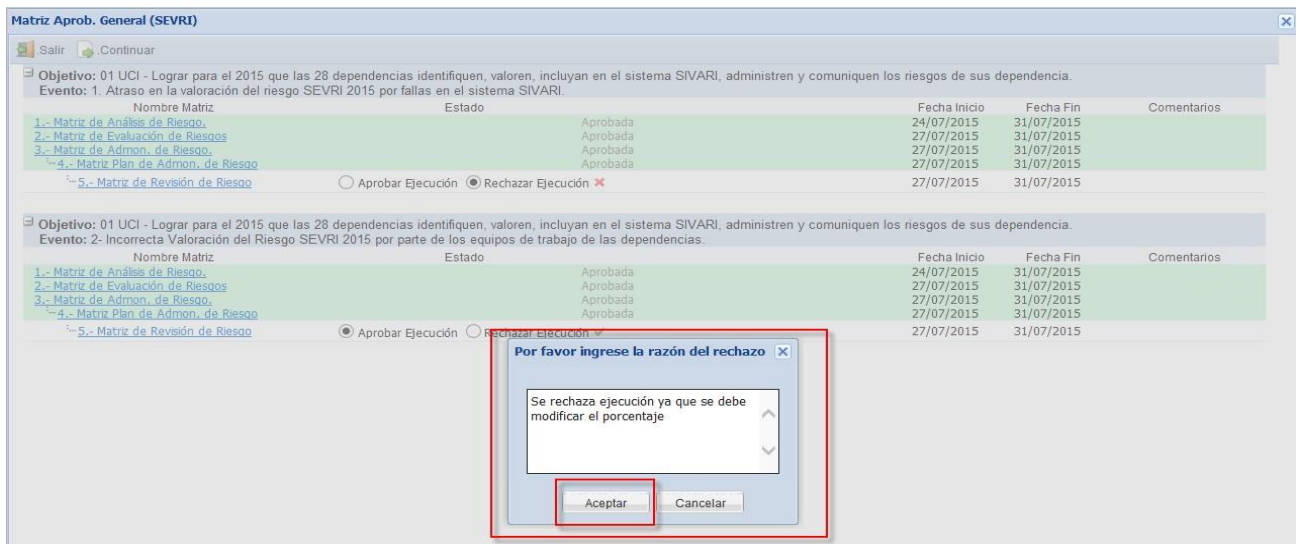 Matriz Aprob. General (SEVRI)
.Salir .Continuar
Objetivo: 01 UCI - Lograr para el 2015 que las 28 dependencias identifiquen, valoren, incluyan en el sistema SIVARI, administren y comuniquen los riesgos de sus dependencia.
Evento: 1. Atraso en la valoración del riesgo SEVRI 2015 por fallas en el sistema SIVARI.
Nombre Matriz Estado Fecha Inicio Fecha Fin Comentarios
1.- Matriz de Análisis de Riesgo. Aprobada 24/07/2015 31/07/2015
2.- Matriz de Evaluación de Riesgos Aprobada 27/07/2015 31/07/2015
3.- Matriz de Admon. de Riesgo. Aprobada 27/07/2015 31/07/2015
4.- Matriz Plan de Admon. de Riesgo Aprobada 27/07/2015 31/07/2015
5.- Matriz de Revisión de Riesgo Aprobar Ejecución Rechazar Ejecución 27/07/2015 31/07/2015
Objetivo: 01 UCI - Lograr para el 2015 que las 28 dependencias identifiquen, valoren, incluyan en el sistema SIVARI, administren y comuniquen los riesgos de sus dependencia.
Evento: 2- Incorrecta Valoración del Riesgo SEVRI 2015 por parte de los equipos de trabajo de las dependencias.
Nombre Matriz Estado Fecha Inicio Fecha Fin Comentarios
1.- Matriz de Análisis de Riesgo. Aprobada 24/07/2015 31/07/2015
2.- Matriz de Evaluación de Riesgos Aprobada 27/07/2015 31/07/2015
3.- Matriz de Admon. de Riesgo. Aprobada 27/07/2015 31/07/2015
4.- Matriz Plan de Admon. de Riesgo Aprobada 27/07/2015 31/07/2015
5.- Matriz de Revisión de Riesgo Aprobar Ejecución Rechazar Ejecución 27/07/2015 31/07/2015
Por favor ingrese la razón del rechazo
Se rechaza ejecución ya que se debe
modificar el porcentaje
Aceptar Cancelar